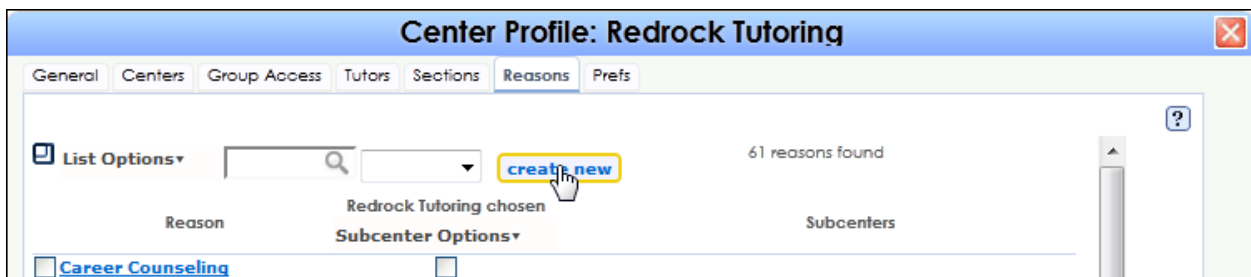 Center Profile: Redrock Tutoring
General Centers Group Access Tutors Sections Reasons Prefs
?
List Options▾ create new 61 reasons found
Redrock Tutoring chosen
Reason Subcenter Options▾ Subcenters
Career Counseling